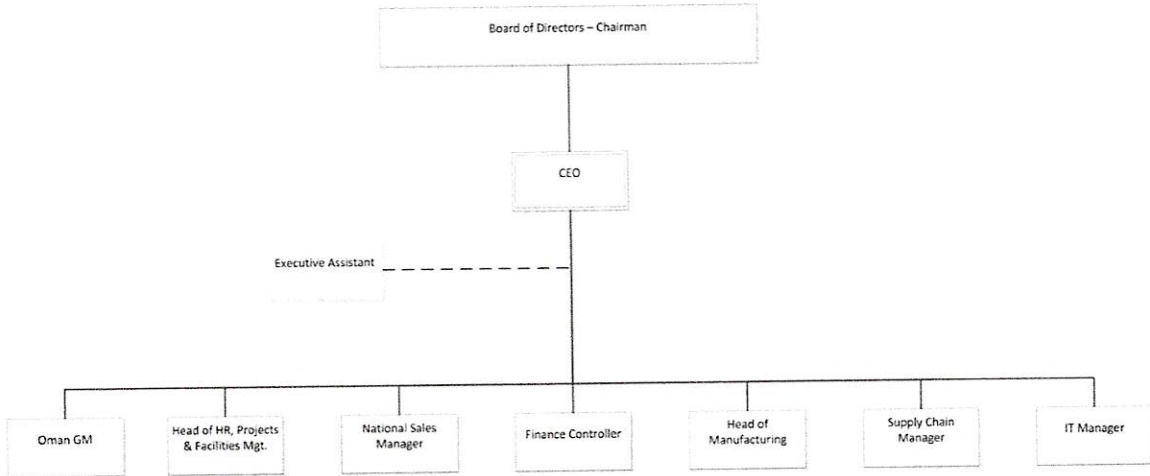 Board of Directors – Chairman
CEO
Executive Assistant
Oman GM
Head of HR, Projects
& Facilities Mgt.
National Sales
Manager
Finance Controller
Head of
Manufacturing
Supply Chain
Manager
IT Manager